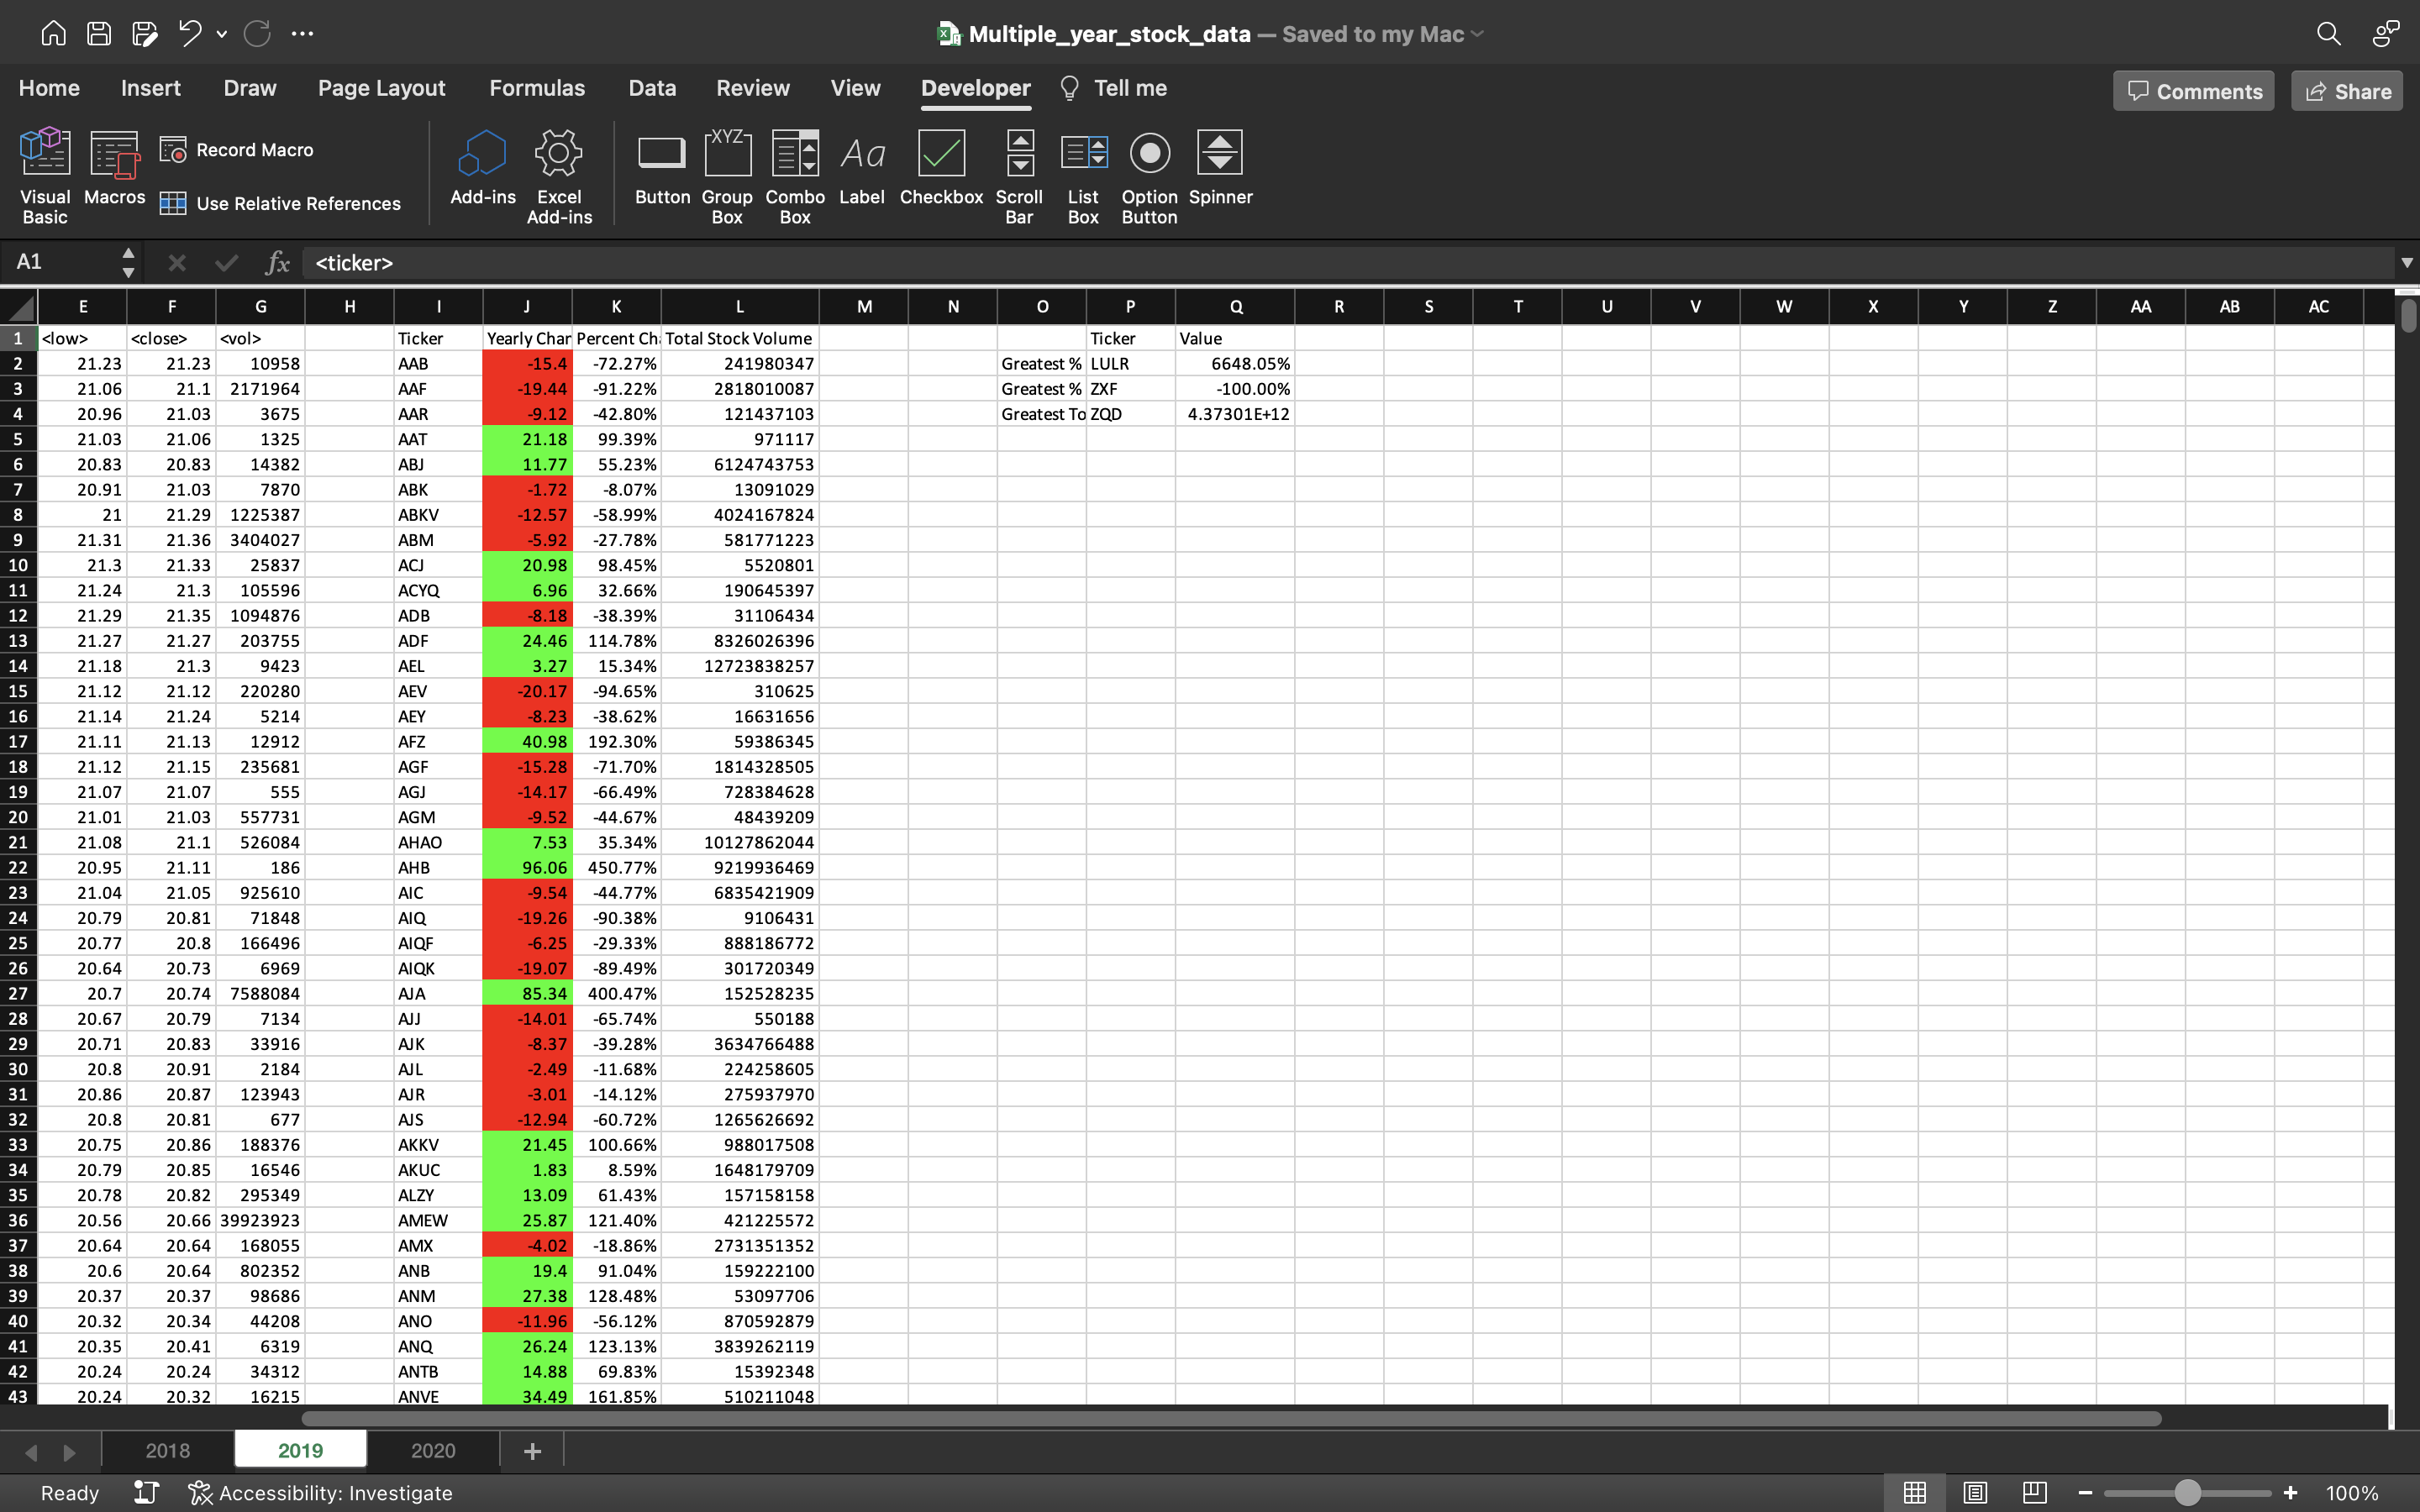 Multiple_year_stock_data — Saved to my Mac
Home Insert Draw Page Layout Formulas Data Review View Developer Tell me Comments Share
Visual Basic Macros Record Macro Use Relative References Add-ins Excel Add-ins Button XYZ Group Box Combo Box Aa Label Checkbox Scroll Bar List Box Option Button Spinner
A1 fx <ticker>
E F G H I J K L M N O P Q R S T U V W X Y Z AA AB AC
1 <low> <close> <vol> Ticker Yearly Chan Percent Ch Total Stock Volume Ticker Value
2 21.23 21.23 10958 AAB -15.4 -72.27% 241980347 Greatest % LULR 6648.05%
3 21.06 21.1 2171964 AAF -19.44 -91.22% 2818010087 Greatest % ZXF -100.00%
4 20.96 21.03 3675 AAR -9.12 -42.80% 121437103 Greatest To ZQD 4.37301E+12
5 21.03 21.06 1325 AAT 21.18 99.39% 971117
6 20.83 20.83 14382 ABJ 11.77 55.23% 6124743753
7 20.91 21.03 7870 ABK -1.72 -8.07% 13091029
8 21 21.29 1225387 ABKV -12.57 -58.99% 4024167824
9 21.31 21.36 3404027 ABM -5.92 -27.78% 581771223
10 21.3 21.33 25837 ACJ 20.98 98.45% 5520801
11 21.24 21.3 105596 ACYQ 6.96 32.66% 190645397
12 21.29 21.35 1094876 ADB -8.18 -38.39% 31106434
13 21.27 21.27 203755 ADF 24.46 114.78% 8326026396
14 21.18 21.3 9423 AEL 3.27 15.34% 12723838257
15 21.12 21.12 220280 AEV -20.17 -94.65% 310625
16 21.14 21.24 5214 AEY -8.23 -38.62% 16631656
17 21.11 21.13 12912 AFZ 40.98 192.30% 59386345
18 21.12 21.15 235681 AGF -15.28 -71.70% 1814328505
19 21.07 21.07 555 AGJ -14.17 -66.49% 728384628
20 21.01 21.03 557731 AGM -9.52 -44.67% 48439209
21 21.08 21.1 526084 AHAO 7.53 35.34% 10127862044
22 20.95 21.11 186 AHB 96.06 450.77% 9219936469
23 21.04 21.05 925610 AIC -9.54 -44.77% 6835421909
24 20.79 20.81 71848 AIQ -19.26 -90.38% 9106431
25 20.77 20.8 166496 AIQF -6.25 -29.33% 888186772
26 20.64 20.73 6969 AIQK -19.07 -89.49% 301720349
27 20.7 20.74 7588084 AJA 85.34 400.47% 152528235
28 20.67 20.79 7134 AJJ -14.01 -65.74% 550188
29 20.71 20.83 33916 AJK -8.37 -39.28% 3634766488
30 20.8 20.91 2184 AJL -2.49 -11.68% 224258605
31 20.86 20.87 123943 AJR -3.01 -14.12% 275937970
32 20.8 20.81 677 AJS -12.94 -60.72% 1265626692
33 20.75 20.86 188376 AKKV 21.45 100.66% 988017508
34 20.79 20.85 16546 AKUC 1.83 8.59% 1648179709
35 20.78 20.82 295349 ALZY 13.09 61.43% 157158158
36 20.56 20.66 39923923 AMEW 25.87 121.40% 421225572
37 20.64 20.64 168055 AMX -4.02 -18.86% 2731351352
38 20.6 20.64 802352 ANB 19.4 91.04% 159222100
39 20.37 20.37 98686 ANM 27.38 128.48% 53097706
40 20.32 20.34 44208 ANO -11.96 -56.12% 870592879
41 20.35 20.41 6319 ANQ 26.24 123.13% 3839262119
42 20.24 20.24 34312 ANTB 14.88 69.83% 15392348
43 20.24 20.32 16215 ANVE 34.49 161.85% 510211048
2018 2019 2020
Ready Accessibility: Investigate 100%